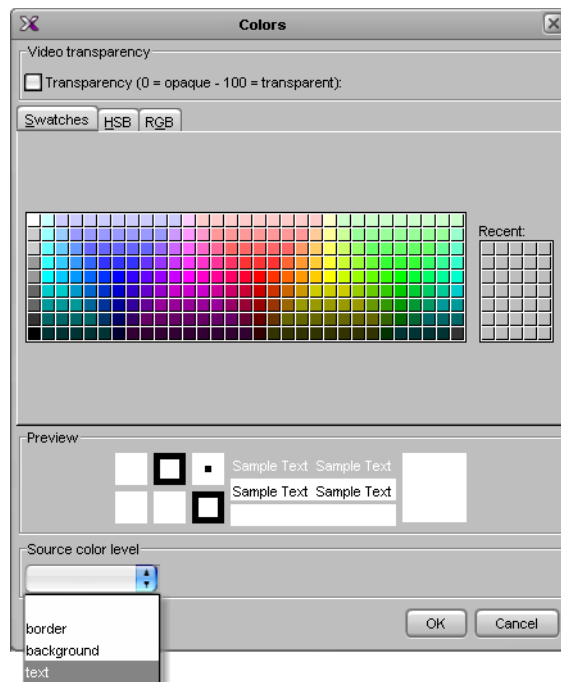 Colors
Video transparency
Transparency (0 = opaque - 100 = transparent):
Swatches HSB RGB
Recent:
Preview
Sample Text Sample Text
Sample Text Sample Text
Source color level
border
background
text
OK Cancel